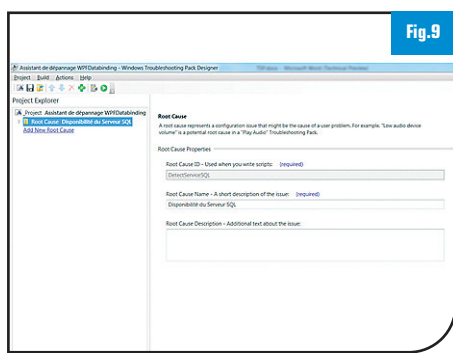 Fig.9
Assistant de dépannage WPFDatabinding - Windows Troubleshooting Pack Designer
Project Build Actions Help
Project Explorer
Project: Assistant de dépannage WPFDatabinding
Root Cause: Disponibilité du Serveur SQL
Add New Root Cause
Root Cause
A root cause represents a configuration issue that might be the cause of a user problem. For example, "Low audio device
volume" is a potential root cause in a "Play Audio" Troubleshooting Pack.
Root Cause Properties
Root Cause ID - Used when you write scripts: (required)
DetectServiceSQL
Root Cause Name - A short description of the issue: (required)
Disponibilité du Serveur SQL
Root Cause Description - Additional text about the issue: